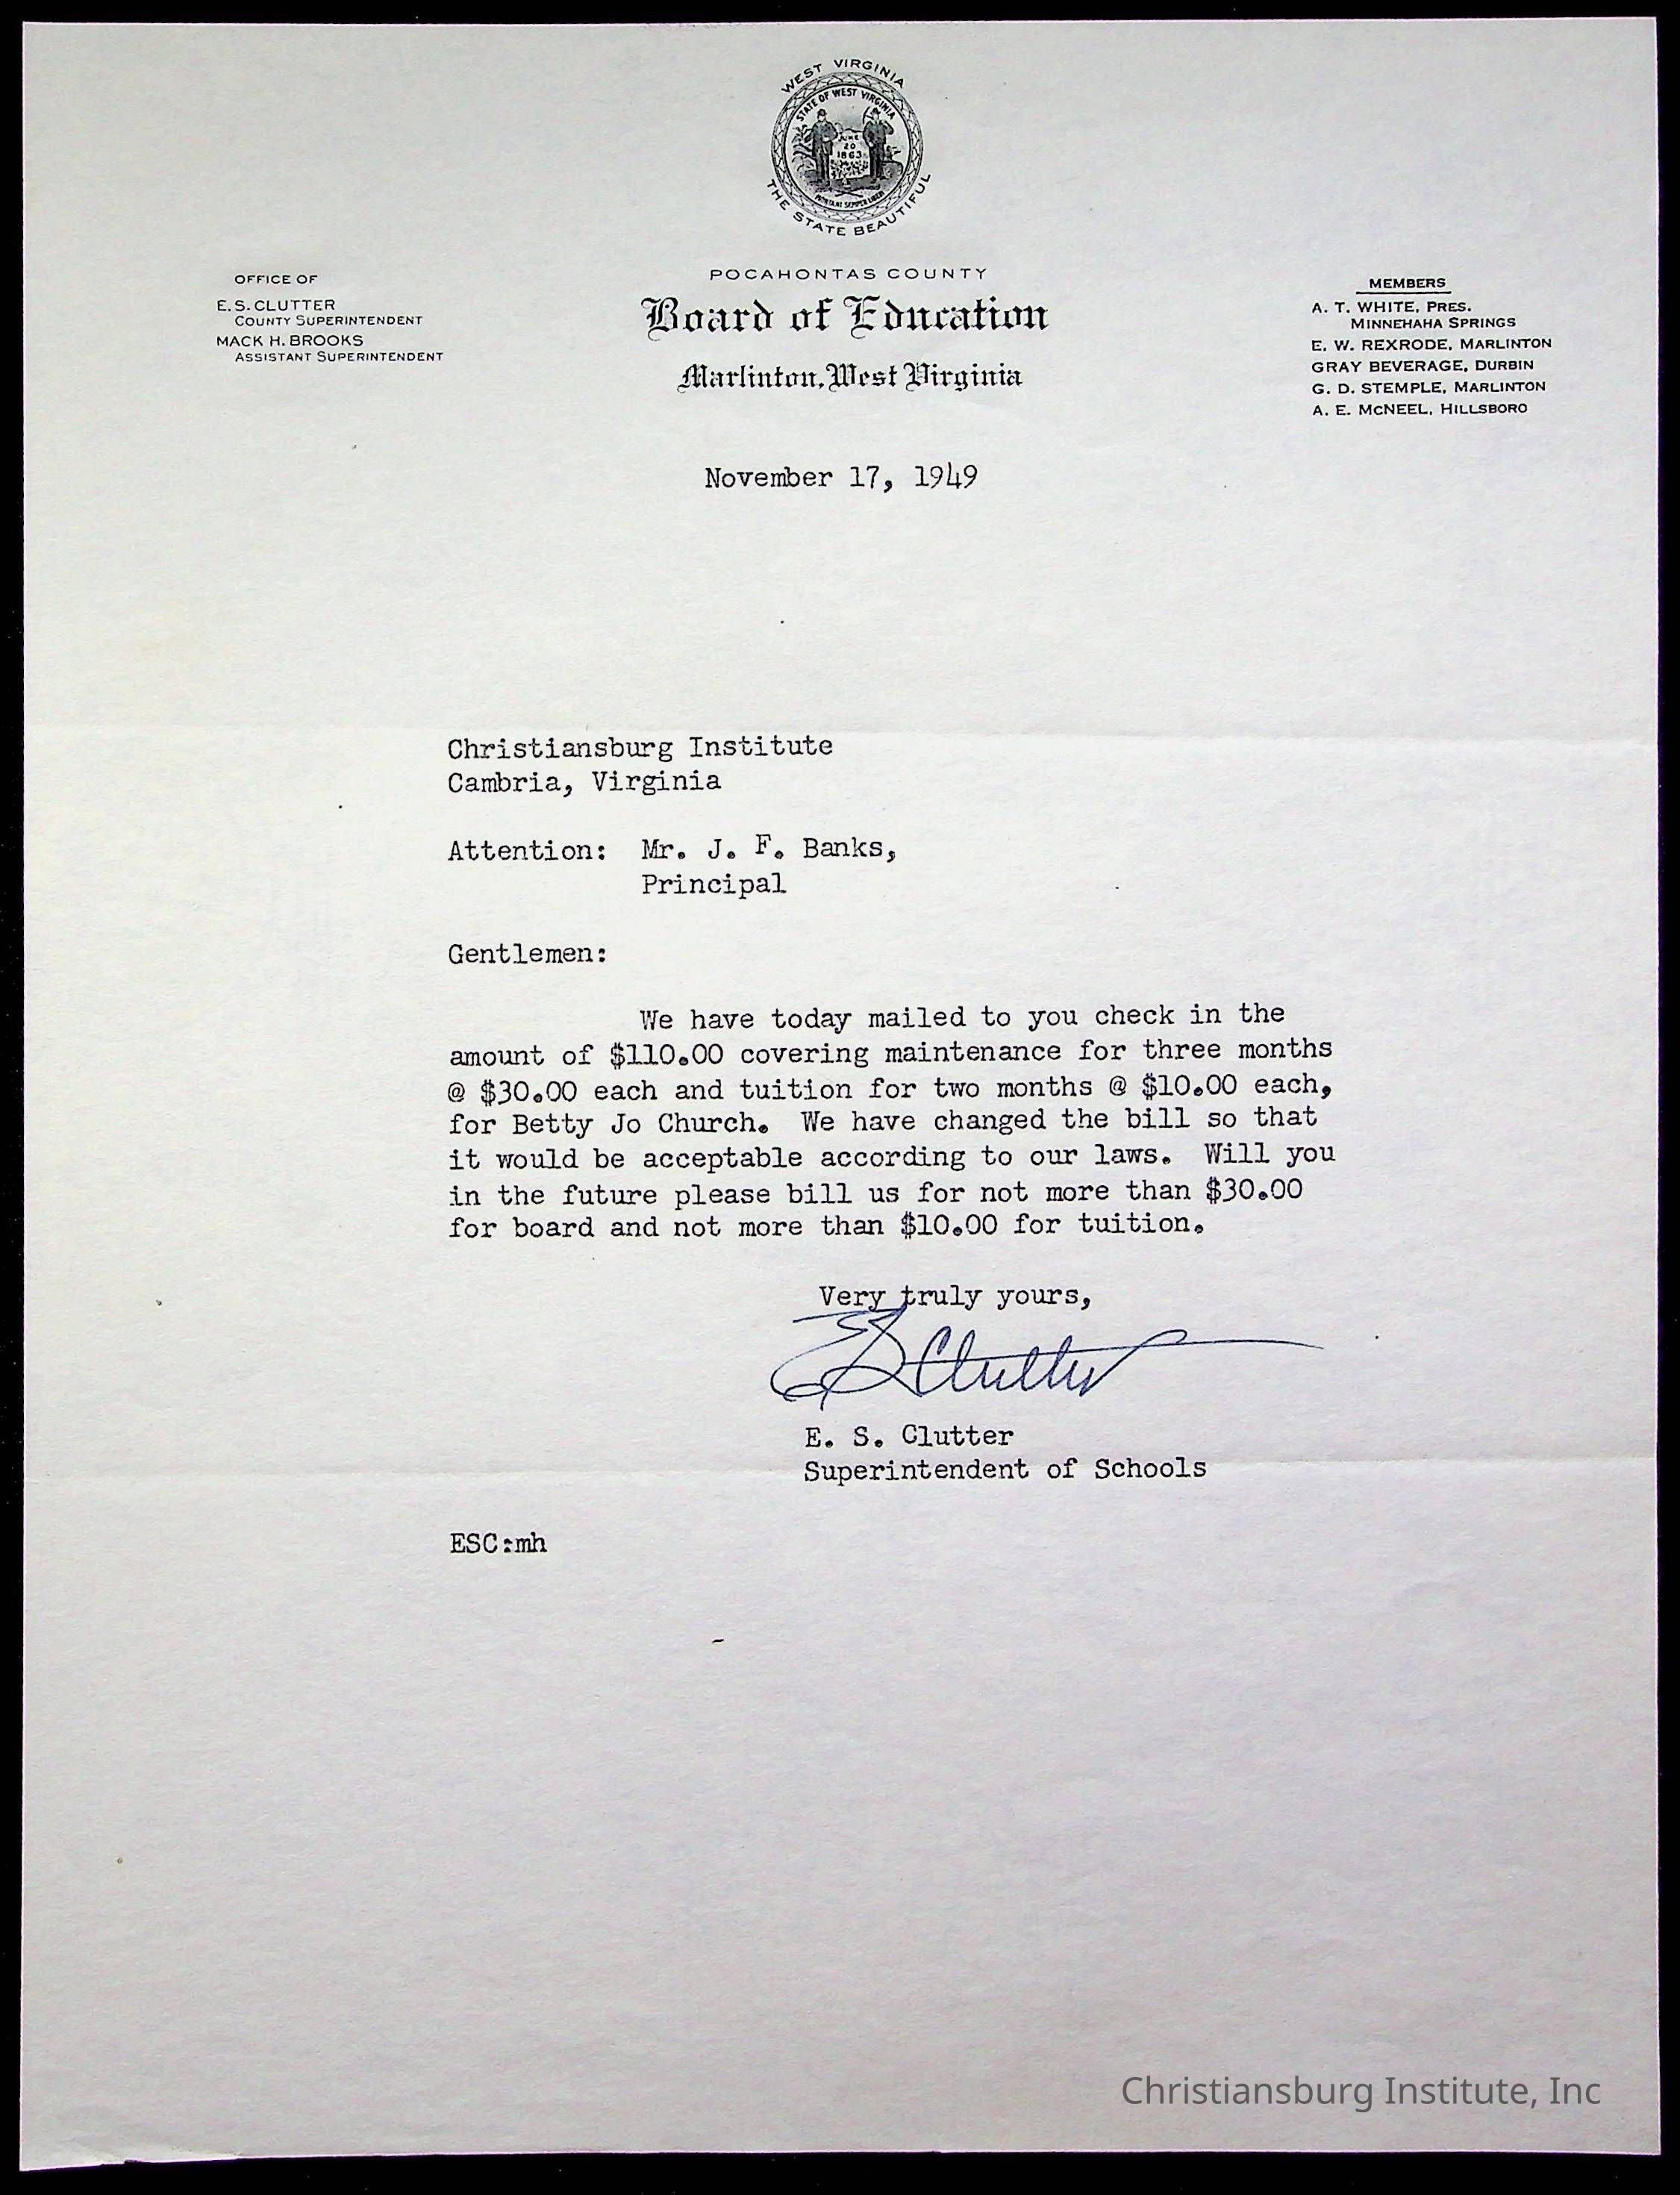 WEST VIRGINIA
STATE OF WEST VIRGINIA
JUNE
20
1863
MONTANI SEMPER LIBERI
THE STATE BEAUTIFUL
OFFICE OF
E. S. CLUTTER
COUNTY SUPERINTENDENT
MACK H. BROOKS
ASSISTANT SUPERINTENDENT
POCAHONTAS COUNTY
Board of Education
Marlinton, West Virginia
MEMBERS
A. T. WHITE, PRES.
MINNEHAHA SPRINGS
E. W. REXRODE, MARLINTON
GRAY BEVERAGE, DURBIN
G. D. STEMPLE, MARLINTON
A. E. McNEEL, HILLSBORO
November 17, 1949
Christiansburg Institute
Cambria, Virginia
Attention: Mr. J. F. Banks,
Principal
Gentlemen:
We have today mailed to you check in the
amount of $110.00 covering maintenance for three months
@ $30.00 each and tuition for two months @ $10.00 each,
for Betty Jo Church. We have changed the bill so that
it would be acceptable according to our laws. Will you
in the future please bill us for not more than $30.00
for board and not more than $10.00 for tuition.
Very truly yours,
E S Clutter
E. S. Clutter
Superintendent of Schools
ESC:mh
Christiansburg Institute, Inc